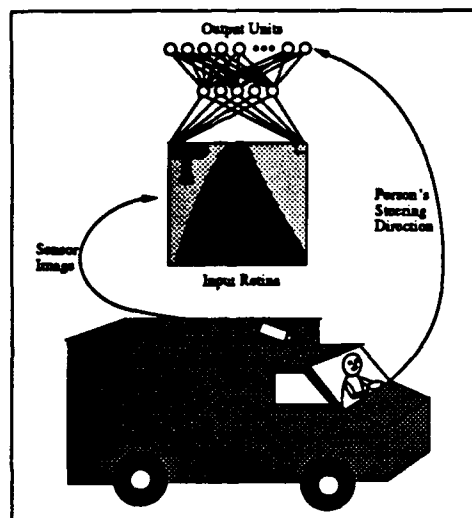 Output Units
Person's
Steering
Direction
Sensor
Image
Input Retina